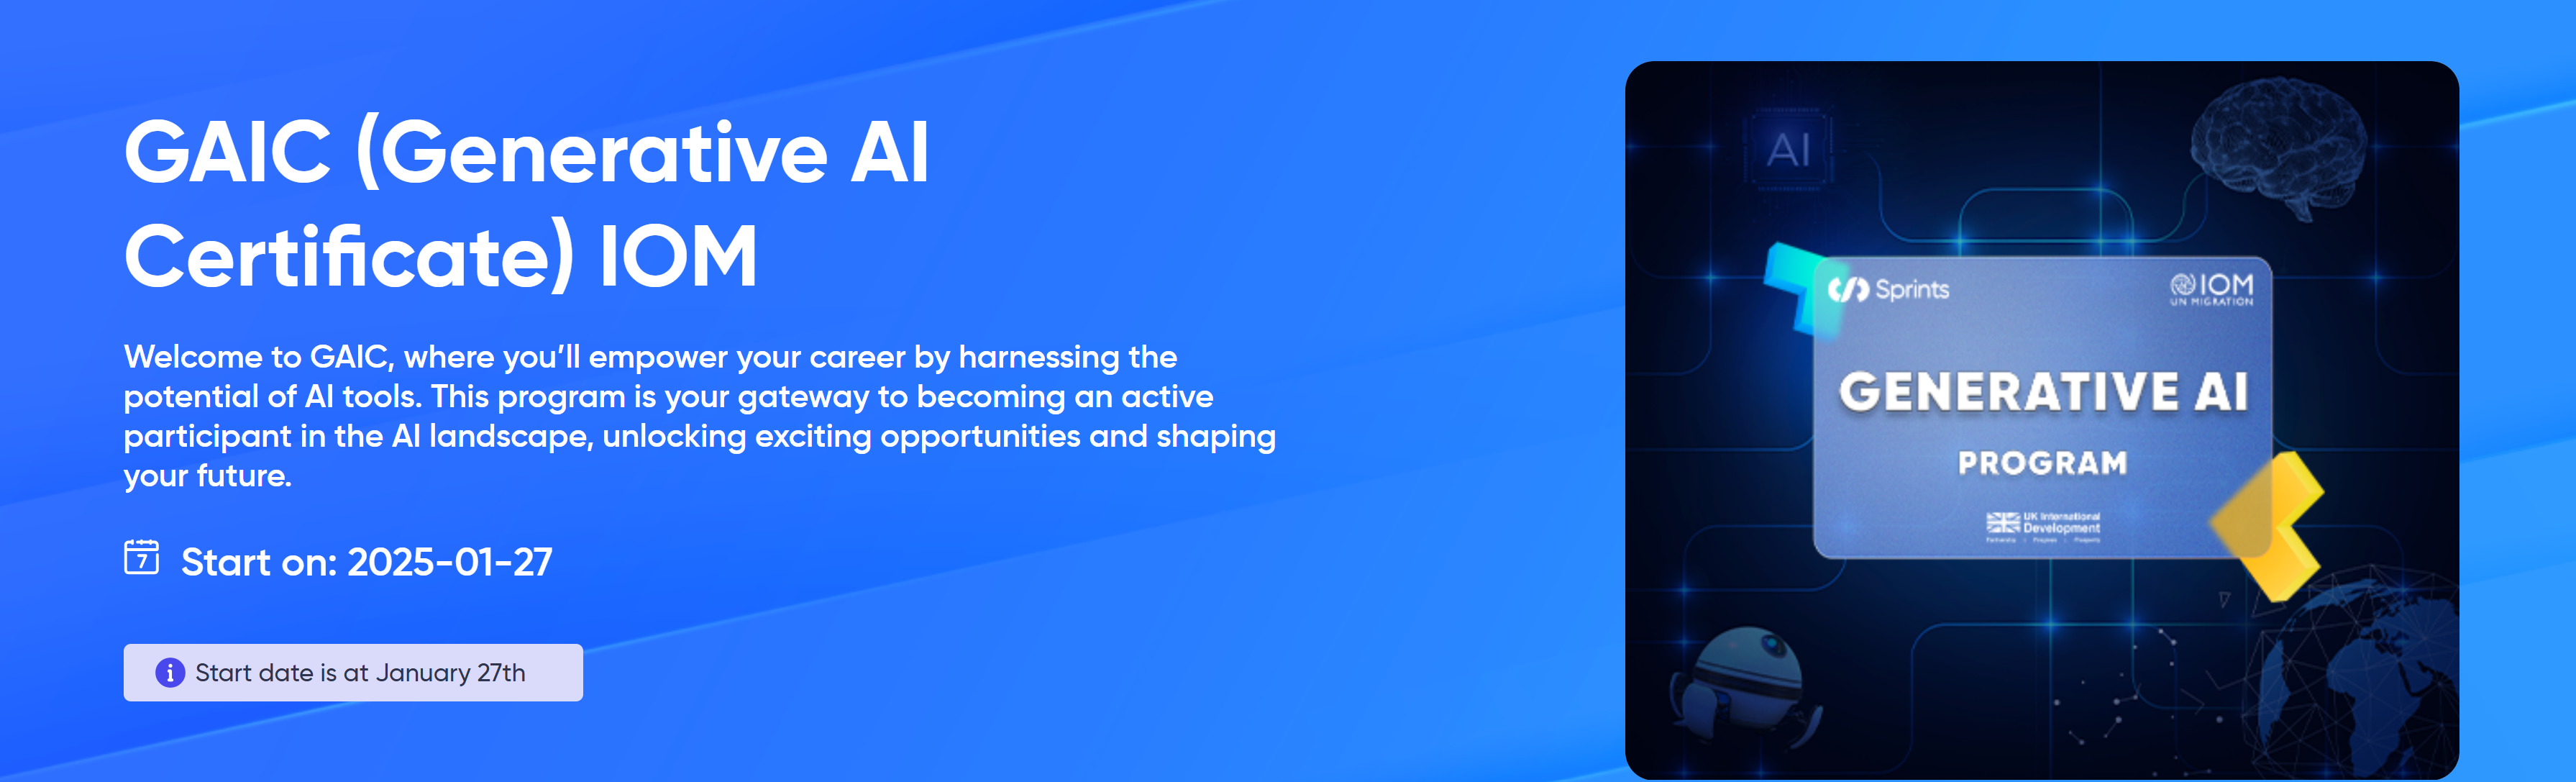 GAIC (Generative AI
Certificate) IOM
Welcome to GAIC, where you’ll empower your career by harnessing the
potential of AI tools. This program is your gateway to becoming an active
participant in the AI landscape, unlocking exciting opportunities and shaping
your future.
7
Start on: 2025-01-27
i
Start date is at January 27th
AI
Sprints
IOM
UN MIGRATION
GENERATIVE AI
PROGRAM
UK International
Development